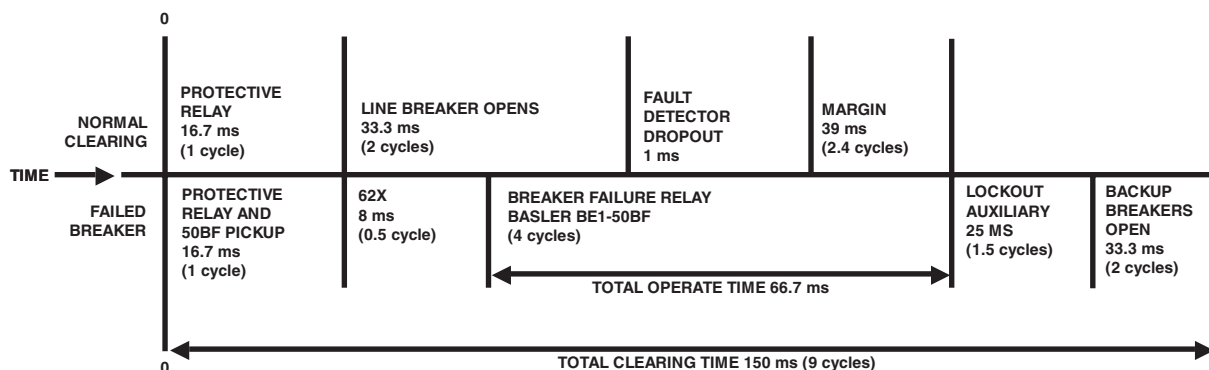 0
PROTECTIVE
RELAY
16.7 ms
(1 cycle)
LINE BREAKER OPENS
33.3 ms
(2 cycles)
FAULT
DETECTOR
DROPOUT
1 ms
MARGIN
39 ms
(2.4 cycles)
NORMAL
CLEARING
TIME
FAILED
BREAKER
PROTECTIVE
RELAY AND
50BF PICKUP
16.7 ms
(1 cycle)
62X
8 ms
(0.5 cycle)
BREAKER FAILURE RELAY
BASLER BE1-50BF
(4 cycles)
LOCKOUT
AUXILIARY
25 MS
(1.5 cycles)
BACKUP
BREAKERS
OPEN
33.3 ms
(2 cycles)
TOTAL OPERATE TIME 66.7 ms
TOTAL CLEARING TIME 150 ms (9 cycles)
0